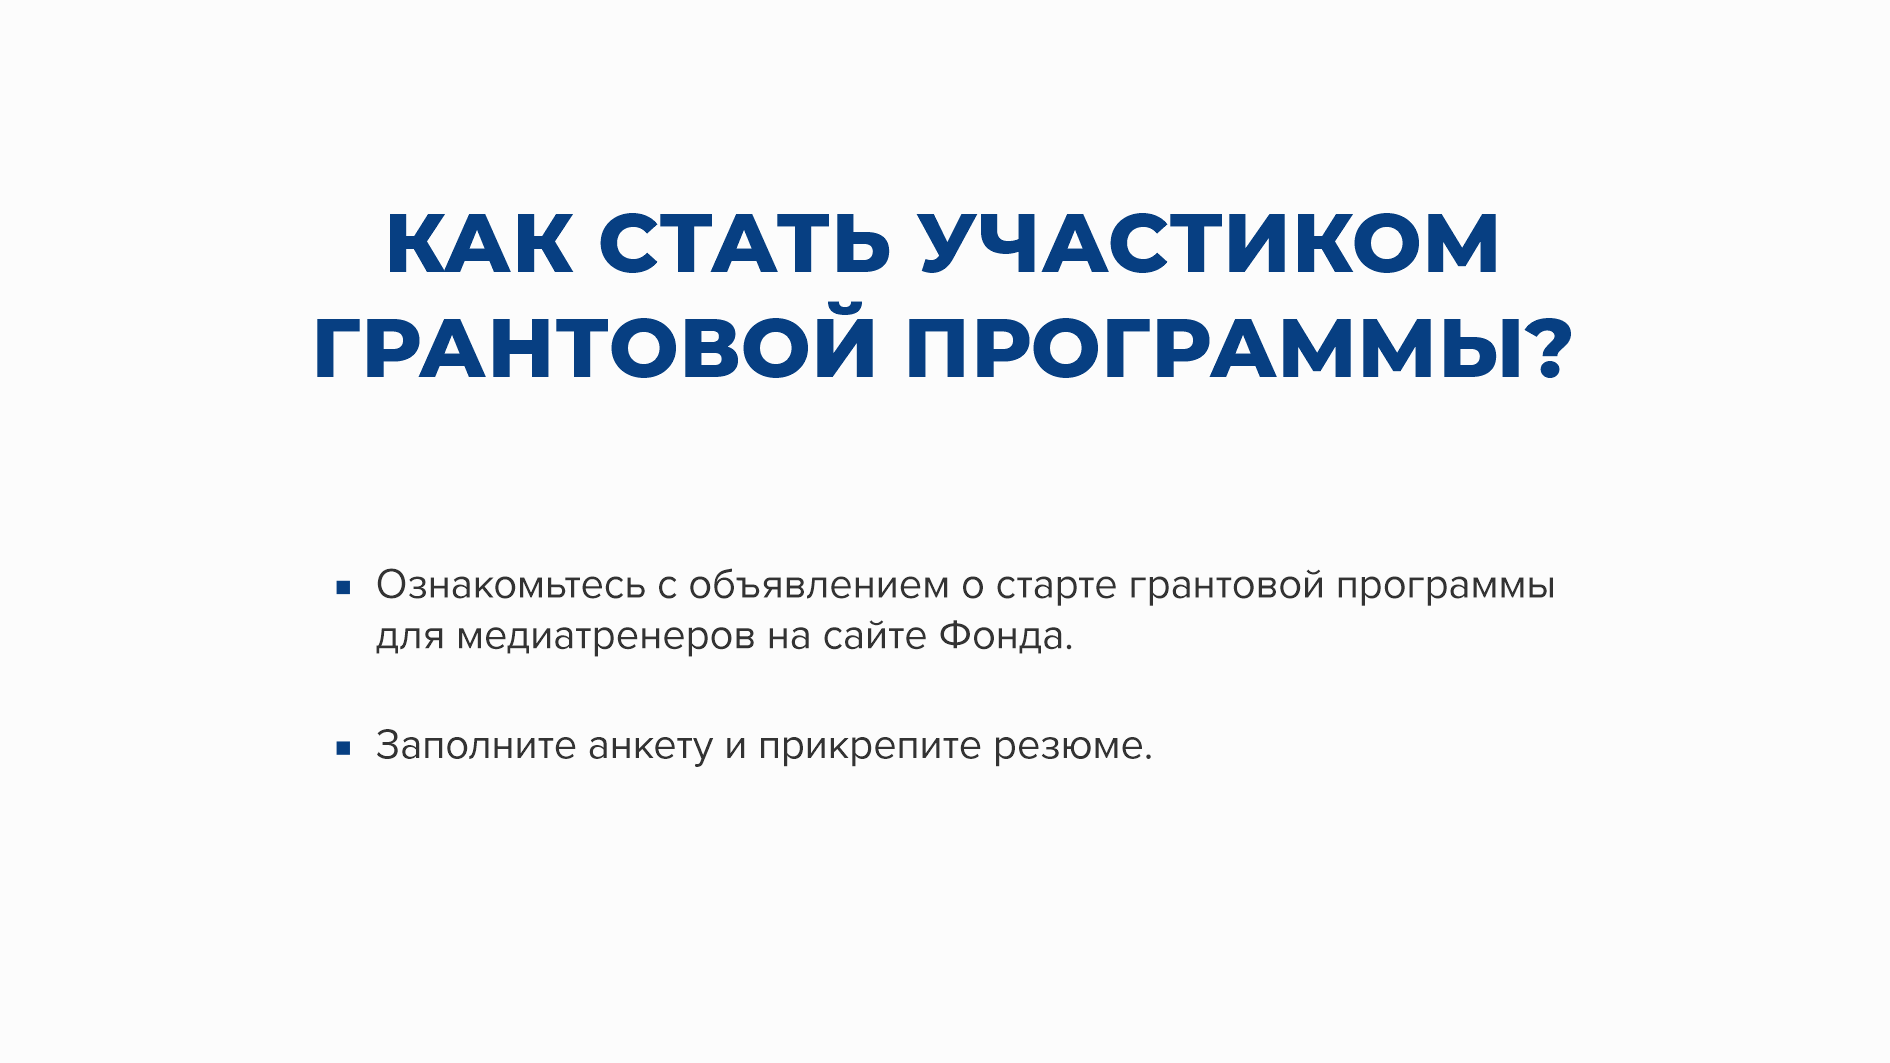 КАК СТАТЬ УЧАСТИКОМ
ГРАНТОВОЙ ПРОГРАММЫ?
▪ Ознакомьтесь с объявлением о старте грантовой программы
для медиатренеров на сайте Фонда.
▪ Заполните анкету и прикрепите резюме.